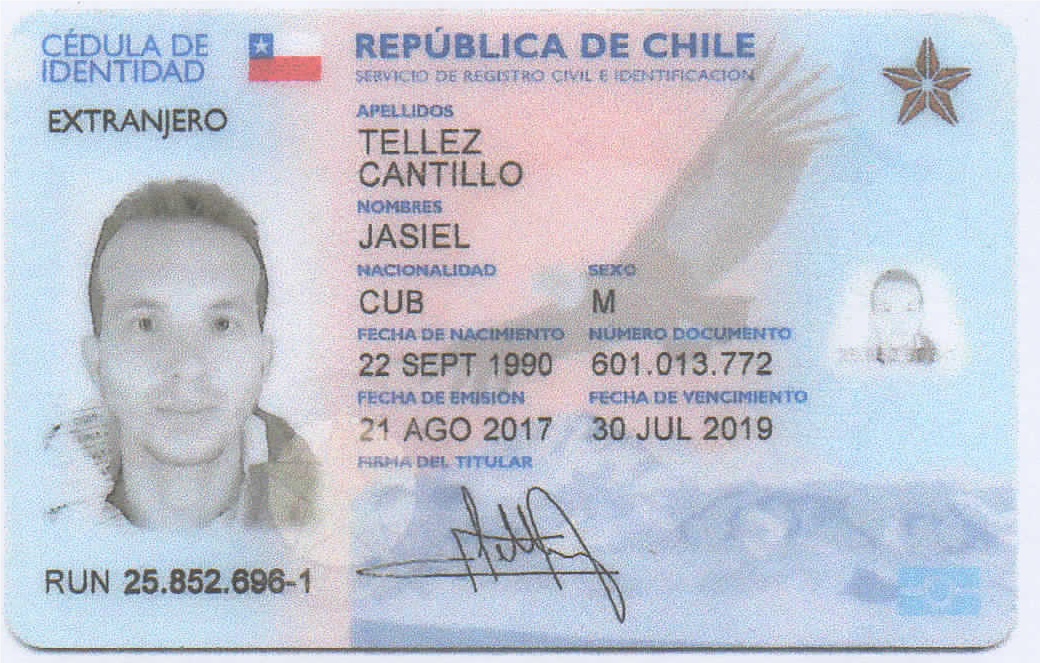 CÉDULA DE
IDENTIDAD
REPÚBLICA DE CHILE
SERVICIO DE REGISTRO CIVIL E IDENTIFICACIÓN
EXTRANJERO
APELLIDOS
TELLEZ
CANTILLO
NOMBRES
JASIEL
NACIONALIDAD SEXO
CUB M
FECHA DE NACIMIENTO NÚMERO DOCUMENTO
22 SEPT 1990 601.013.772
FECHA DE EMISIÓN FECHA DE VENCIMIENTO
21 AGO 2017 30 JUL 2019
FIRMA DEL TITULAR
RUN 25.852.696-1